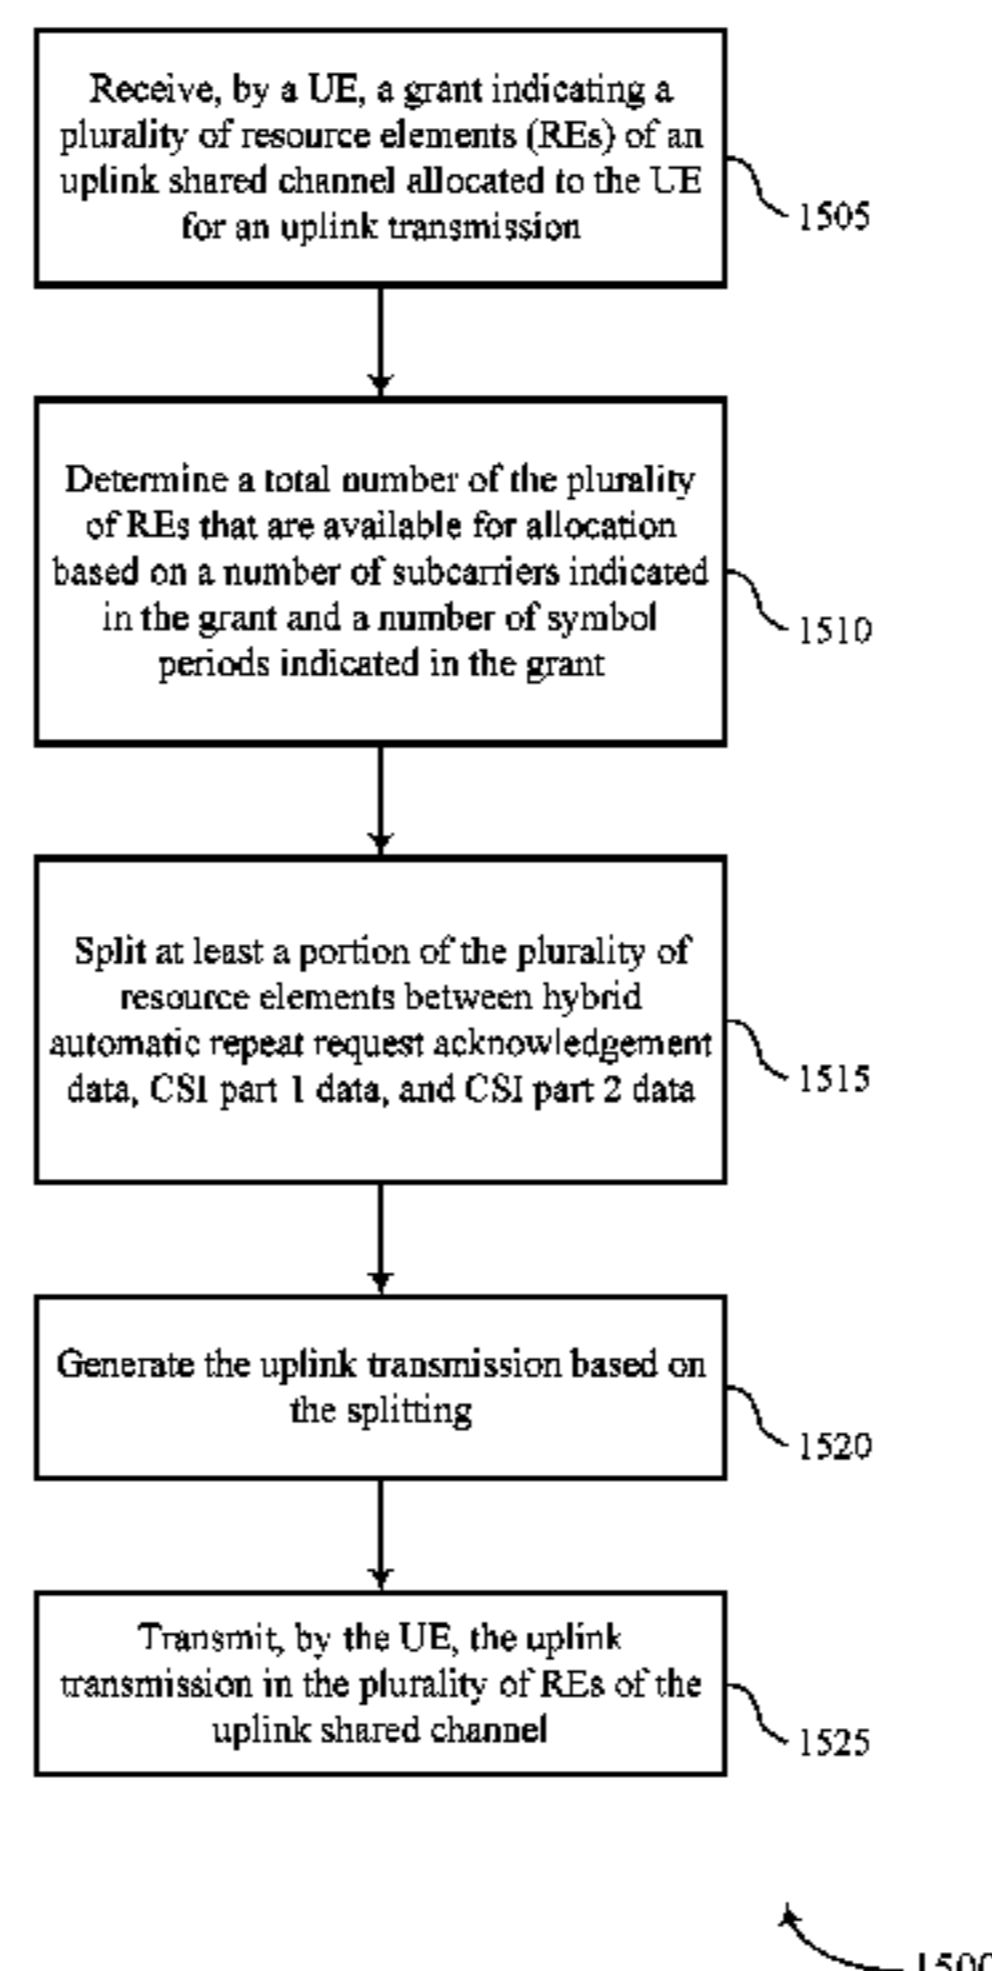 Receive, by a UE, a grant indicating a
plurality of resource elements (REs) of an
uplink shared channel allocated to the UE
for an uplink transmission
1505
Determine a total number of the plurality
of REs that are available for allocation
based on a number of subcarriers indicated
in the grant and a number of symbol
periods indicated in the grant
1510
Split at least a portion of the plurality of
resource elements between hybrid
automatic repeat request acknowledgement
data, CSI part 1 data, and CSI part 2 data
1515
Generate the uplink transmission based on
the splitting
1520
Transmit, by the UE, the uplink
transmission in the plurality of REs of the
uplink shared channel
1525
1500